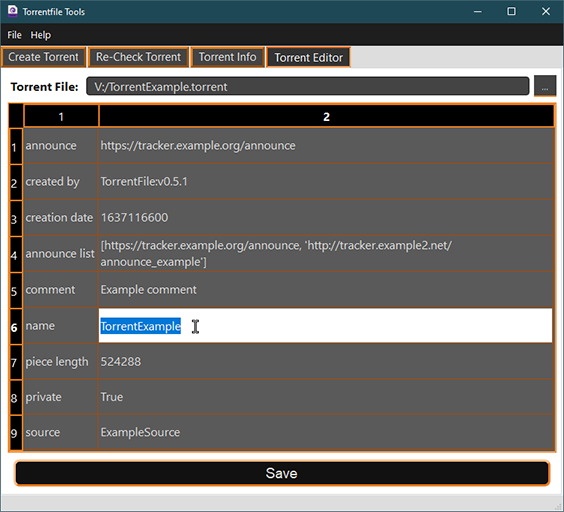 Torrentfile Tools
File Help
Create Torrent Re-Check Torrent Torrent Info Torrent Editor
Torrent File: V:/TorrentExample.torrent ...
1 2
1 announce https://tracker.example.org/announce
2 created by TorrentFile:v0.5.1
3 creation date 1637116600
4 announce list [https://tracker.example.org/announce, 'http://tracker.example2.net/
announce_example']
5 comment Example comment
6 name TorrentExample
7 piece length 524288
8 private True
9 source ExampleSource
Save